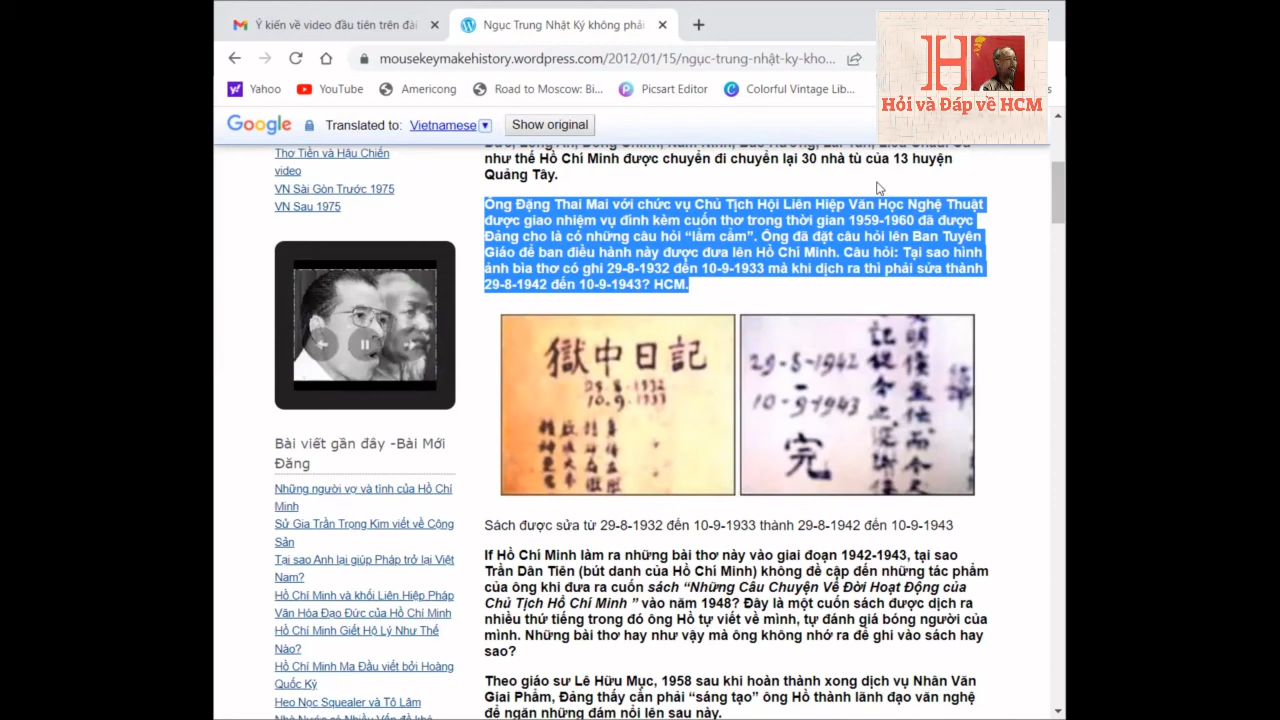 Ý kiến về video đầu tiên trên đài
Ngục Trung Nhật Ký không phải
mousekeymakehistory.wordpress.com/2012/01/15/ngục-trung-nhật-ky-kho...
Yahoo
YouTube
Americong
Road to Moscow: Bi...
Picsart Editor
Colorful Vintage Lib...
H
Hỏi và Đáp về HCM
Google
Translated to: Vietnamese
Show original
Thơ Tiền và Hậu Chiến
video
VN Sài Gòn Trước 1975
VN Sau 1975
Bài viết gần đây -Bài Mới
Đăng
Những người vợ và tình của Hồ Chí
Minh
Sử Gia Trần Trọng Kim viết về Cộng
Sản
Tại sao Anh lại giúp Pháp trở lại Việt
Nam?
Hồ Chí Minh và khối Liên Hiệp Pháp
Văn Hóa Đạo Đức của Hồ Chí Minh
Hồ Chí Minh Giết Hộ Lý Như Thế
Nào?
Hồ Chí Minh Ma Đầu viết bởi Hoàng
Quốc Kỳ
Heo Nọc Squealer và Tô Lâm
như thế Hồ Chí Minh được chuyển đi chuyển lại 30 nhà tù của 13 huyện
Quảng Tây.
Ông Đặng Thai Mai với chức vụ Chủ Tịch Hội Liên Hiệp Văn Học Nghệ Thuật
được giao nhiệm vụ đính kèm cuốn thơ trong thời gian 1959-1960 đã được
Đảng cho là có những câu hỏi “lẩm cẩm”. Ông đã đặt câu hỏi lên Ban Tuyên
Giáo để ban điều hành này được đưa lên Hồ Chí Minh. Câu hỏi: Tại sao hình
ảnh bìa thơ có ghi 29-8-1932 đến 10-9-1933 mà khi dịch ra thì phải sửa thành
29-8-1942 đến 10-9-1943? HCM.
獄中日記
29.8.1932
10.9.1933
29-8-1942
10-9-1943
完
Sách được sửa từ 29-8-1932 đến 10-9-1933 thành 29-8-1942 đến 10-9-1943
If Hồ Chí Minh làm ra những bài thơ này vào giai đoạn 1942-1943, tại sao
Trần Dân Tiên (bút danh của Hồ Chí Minh) không đề cập đến những tác phẩm
của ông khi đưa ra cuốn sách “Những Câu Chuyện Về Đời Hoạt Động của
Chủ Tịch Hồ Chí Minh ” vào năm 1948? Đây là một cuốn sách được dịch ra
nhiều thứ tiếng trong đó ông Hồ tự viết về mình, tự đánh giá bóng người của
mình. Những bài thơ hay như vậy mà ông không nhớ ra để ghi vào sách hay
sao?
Theo giáo sư Lê Hữu Mục, 1958 sau khi hoàn thành xong dịch vụ Nhân Văn
Giai Phẩm, Đảng thấy cần phải “sáng tạo” ông Hồ thành lãnh đạo văn nghệ
để ngăn những đám nổi lên sau này.